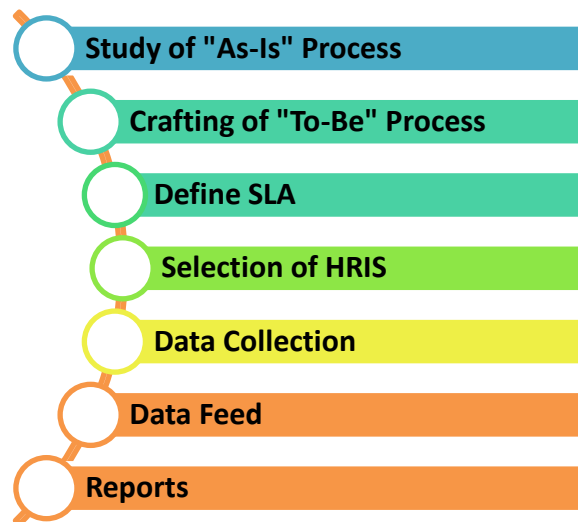 Study of "As-Is" Process
Crafting of "To-Be" Process
Define SLA
Selection of HRIS
Data Collection
Data Feed
Reports